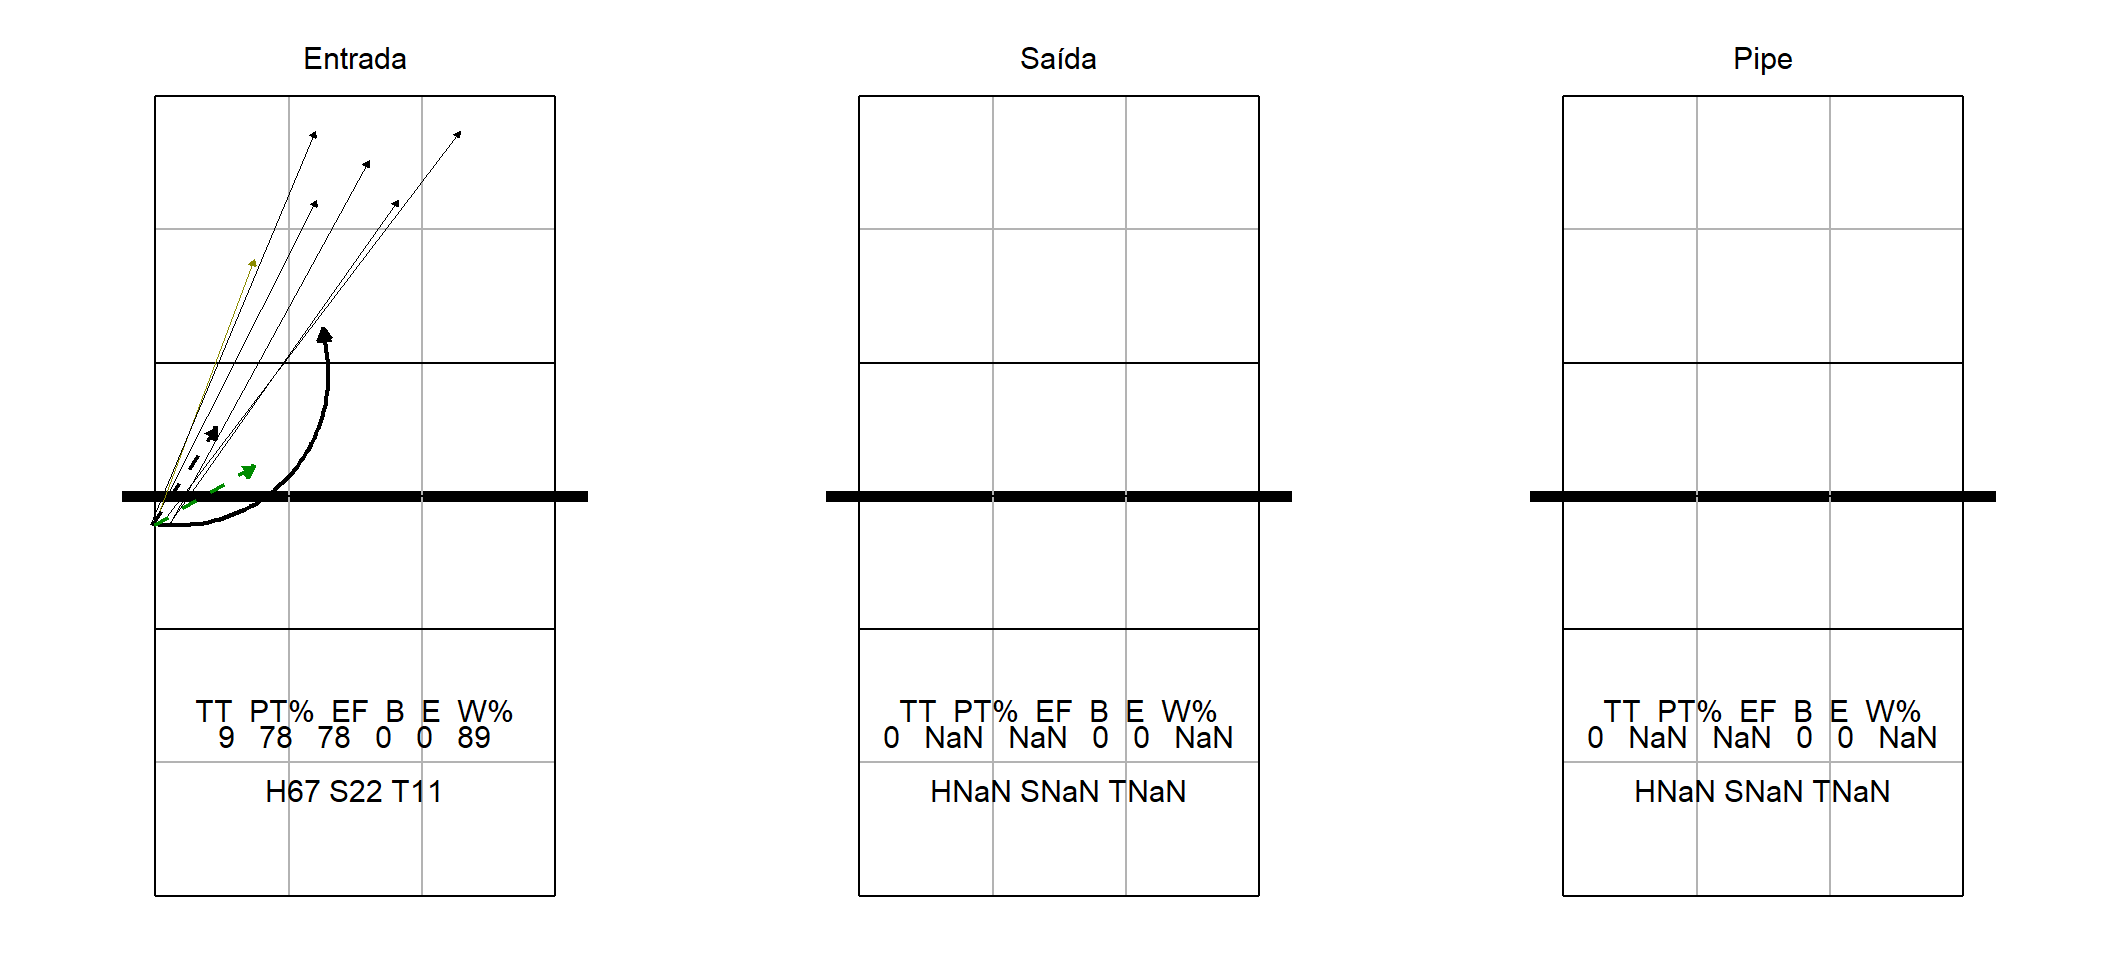 Entrada
TT PT% EF B E W%
9 78 78 0 0 89
H67 S22 T11
Saída
TT PT% EF B E W%
0 NaN NaN 0 0 NaN
HNaN SNaN TNaN
Pipe
TT PT% EF B E W%
0 NaN NaN 0 0 NaN
HNaN SNaN TNaN